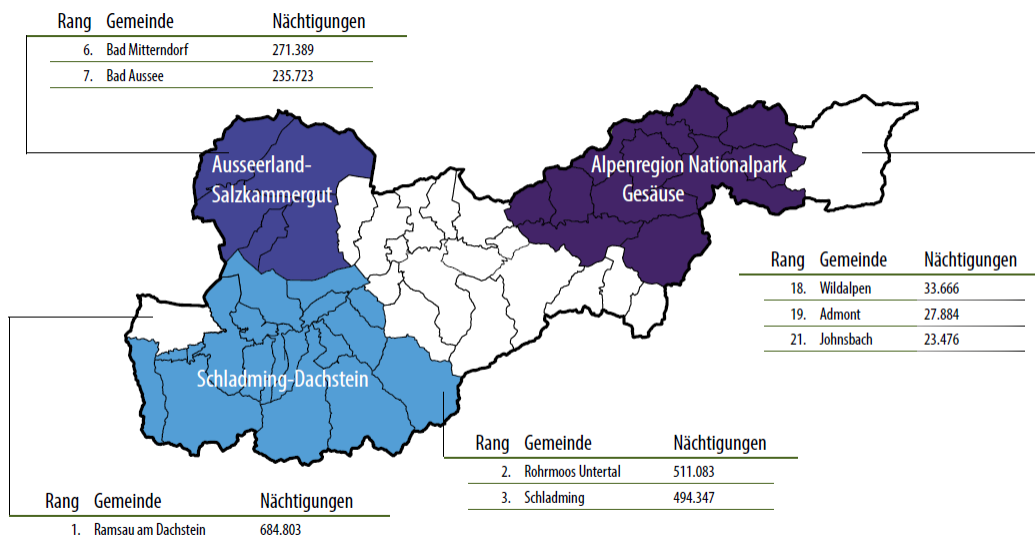 Rang Gemeinde Nächtigungen
6. Bad Mitterndorf 271.389
7. Bad Aussee 235.723
Ausseerland-
Salzkammergut
Alpenregion Nationalpark
Gesäuse
Rang Gemeinde Nächtigungen
18. Wildalpen 33.666
19. Admont 27.884
21. Johnsbach 23.476
Schladming-Dachstein
Rang Gemeinde Nächtigungen
2. Rohrmoos Untertal 511.083
3. Schladming 494.347
Rang Gemeinde Nächtigungen
1. Ramsau am Dachstein 684.803